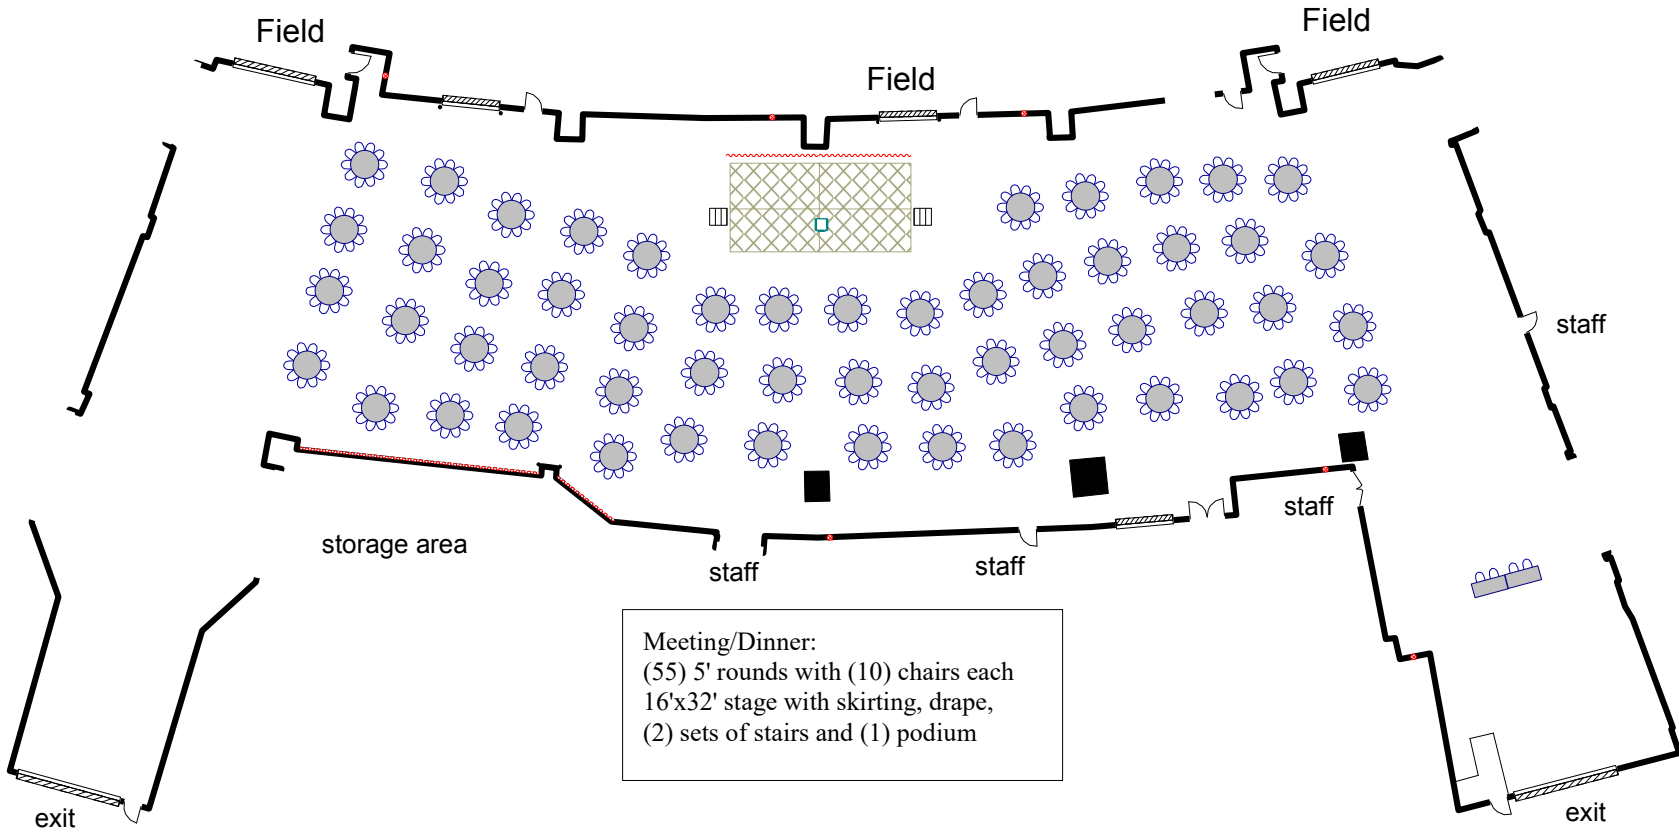 Field
Field
Field
staff
storage area
staff
staff
staff
Meeting/Dinner:
(55) 5' rounds with (10) chairs each
16'x32' stage with skirting, drape,
(2) sets of stairs and (1) podium
exit
exit